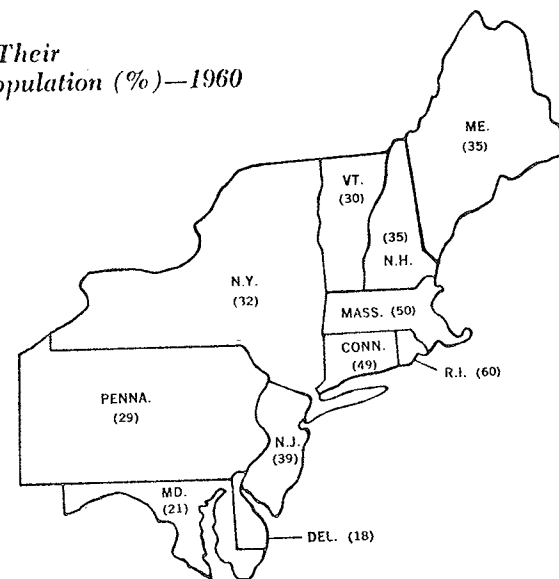 Their
pulation (%)—1960
ME.
(35)
VT.
(30)
(35)
N.H.
N.Y.
(32)
MASS. (50)
CONN.
(49)
R.I. (60)
PENNA.
(29)
N.J.
(39)
MD.
(21)
DEL. (18)